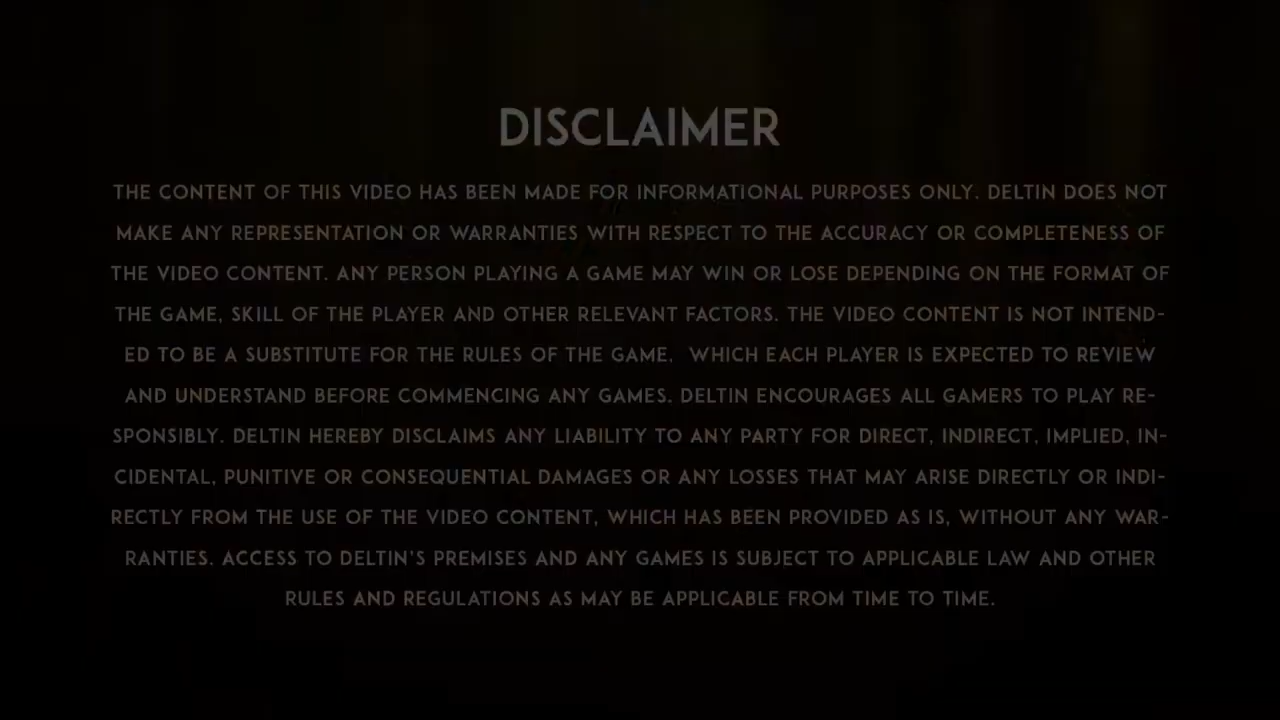 DISCLAIMER
THE CONTENT OF THIS VIDEO HAS BEEN MADE FOR INFORMATIONAL PURPOSES ONLY. DELTIN DOES NOT
MAKE ANY REPRESENTATION OR WARRANTIES WITH RESPECT TO THE ACCURACY OR COMPLETENESS OF
THE VIDEO CONTENT. ANY PERSON PLAYING A GAME MAY WIN OR LOSE DEPENDING ON THE FORMAT OF
THE GAME, SKILL OF THE PLAYER AND OTHER RELEVANT FACTORS. THE VIDEO CONTENT IS NOT INTEND-
ED TO BE A SUBSTITUTE FOR THE RULES OF THE GAME,  WHICH EACH PLAYER IS EXPECTED TO REVIEW
AND UNDERSTAND BEFORE COMMENCING ANY GAMES. DELTIN ENCOURAGES ALL GAMERS TO PLAY RE-
SPONSIBLY. DELTIN HEREBY DISCLAIMS ANY LIABILITY TO ANY PARTY FOR DIRECT, INDIRECT, IMPLIED, IN-
CIDENTAL, PUNITIVE OR CONSEQUENTIAL DAMAGES OR ANY LOSSES THAT MAY ARISE DIRECTLY OR INDI-
RECTLY FROM THE USE OF THE VIDEO CONTENT, WHICH HAS BEEN PROVIDED AS IS, WITHOUT ANY WAR-
RANTIES. ACCESS TO DELTIN'S PREMISES AND ANY GAMES IS SUBJECT TO APPLICABLE LAW AND OTHER
RULES AND REGULATIONS AS MAY BE APPLICABLE FROM TIME TO TIME.